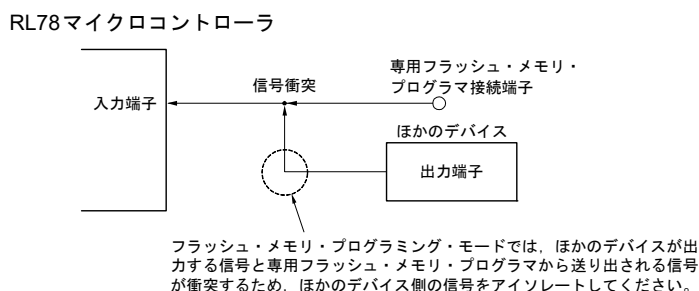 RL78マイクロコントローラ
専用フラッシュ・メモリ・
プログラマ接続端子
信号衝突
入力端子
ほかのデバイス
出力端子
フラッシュ・メモリ・プログラミング・モードでは，ほかのデバイスが出
力する信号と専用フラッシュ・メモリ・プログラマから送り出される信号
が衝突するため，ほかのデバイス側の信号をアイソレートしてください。